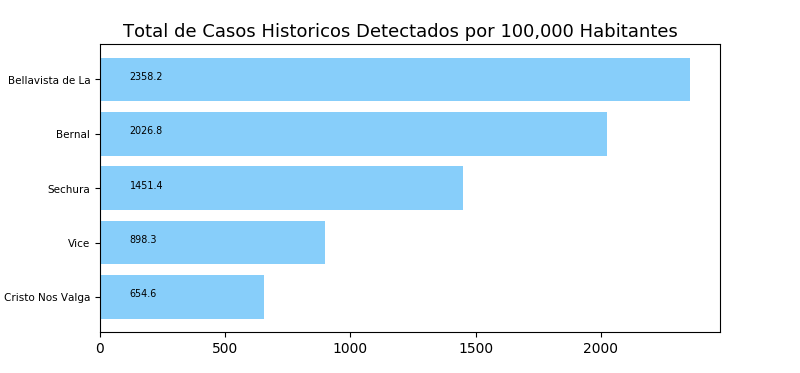 Total de Casos Historicos Detectados por 100,000 Habitantes
Bellavista de La 2358.2
Bernal 2026.8
Sechura 1451.4
Vice 898.3
Cristo Nos Valga 654.6
0 500 1000 1500 2000